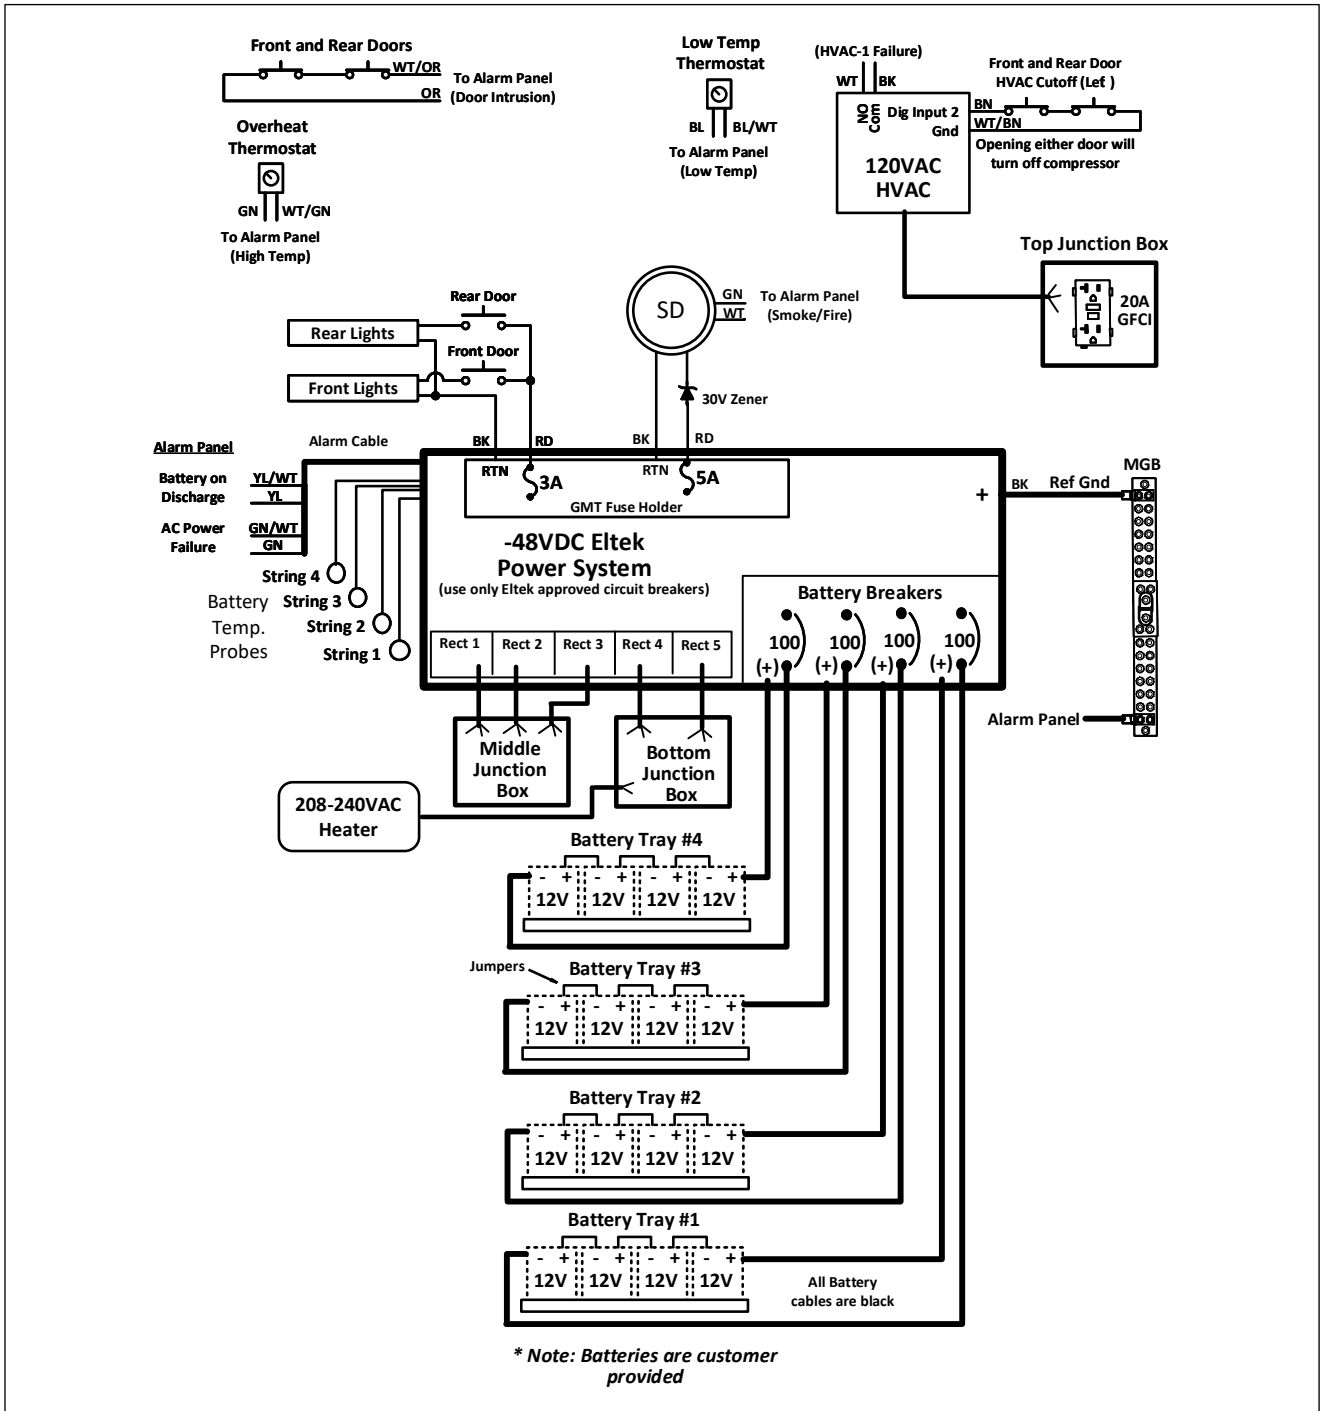 Front and Rear Doors
WT/OR
OR
To Alarm Panel
(Door Intrusion)
Overheat
Thermostat
GN
WT/GN
To Alarm Panel
(High Temp)
Low Temp
Thermostat
BL
BL/WT
To Alarm Panel
(Low Temp)
(HVAC-1 Failure)
WT
BK
NO
Com
Dig Input 2
Gnd
120VAC
HVAC
Front and Rear Door
HVAC Cutoff (Lef )
BN
WT/BN
Opening either door will
turn off compressor
Top Junction Box
20A
GFCI
Rear Door
Rear Lights
Front Door
Front Lights
SD
GN
WT
To Alarm Panel
(Smoke/Fire)
30V Zener
BK
RD
BK
RD
Alarm Panel
Alarm Cable
Battery on
Discharge
YL/WT
YL
AC Power
Failure
GN/WT
GN
String 4
String 3
String 2
String 1
Battery
Temp.
Probes
RTN
3A
RTN
5A
GMT Fuse Holder
-48VDC Eltek
Power System
(use only Eltek approved circuit breakers)
+
BK
Ref Gnd
MGB
Alarm Panel
Battery Breakers
100
100
100
100
(+)
(+)
(+)
(+)
Rect 1
Rect 2
Rect 3
Rect 4
Rect 5
Middle
Junction
Box
Bottom
Junction
Box
208-240VAC
Heater
Battery Tray #4
- + - + - + - +
12V 12V 12V 12V
Jumpers
Battery Tray #3
- + - + - + - +
12V 12V 12V 12V
Battery Tray #2
- + - + - + - +
12V 12V 12V 12V
Battery Tray #1
- + - + - + - +
12V 12V 12V 12V
All Battery
cables are black
* Note: Batteries are customer
provided